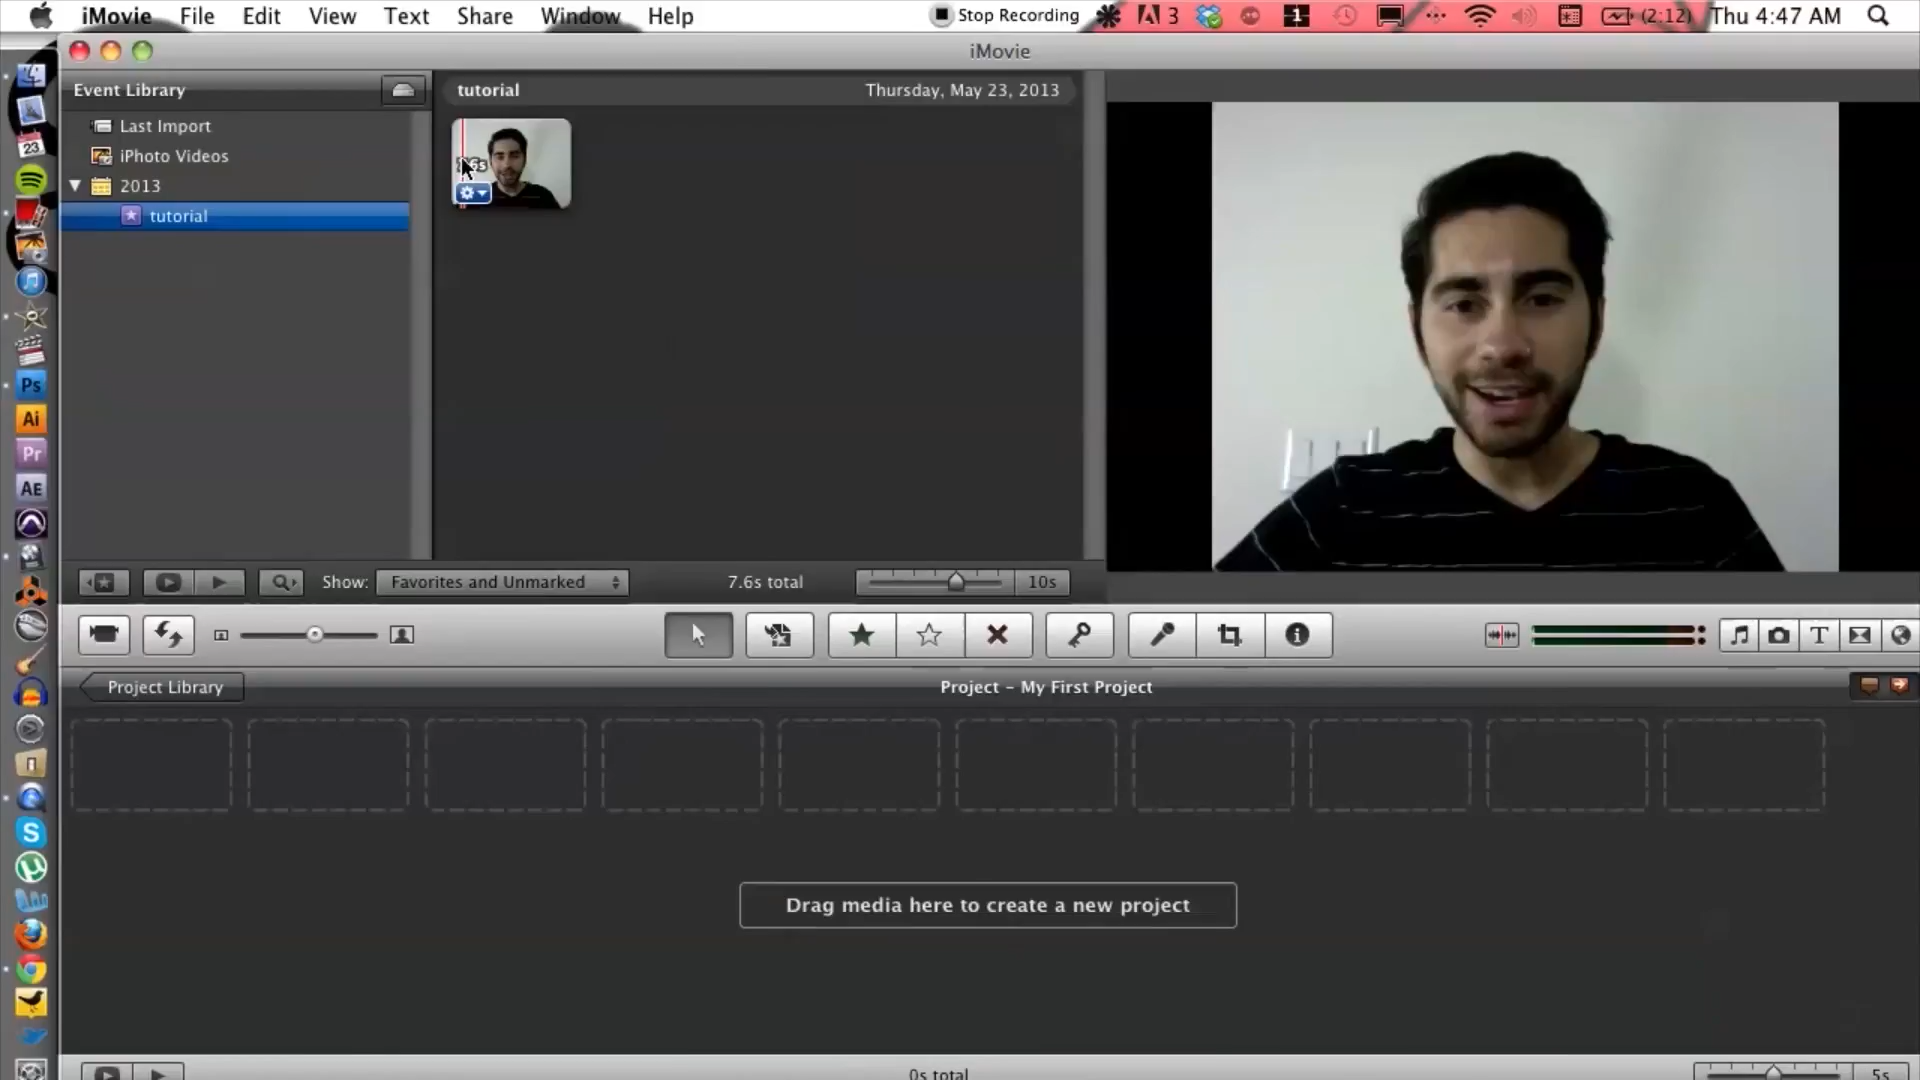 iMovie File Edit View Text Share Window Help Stop Recording 3 1 (2:12) Thu 4:47 AM
iMovie
Event Library tutorial Thursday, May 23, 2013
Last Import
iPhoto Videos
2013
tutorial
23
Show: Favorites and Unmarked 7.6s total 10s
Ps
Ai
Pr
AE
T
Project Library Project – My First Project
S
µ
Drag media here to create a new project
0s total 5s